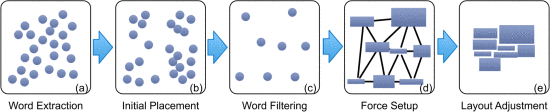 (a)
(b)
(c)
(d)
(e)
Word Extraction
Initial Placement
Word Filtering
Force Setup
Layout Adjustment